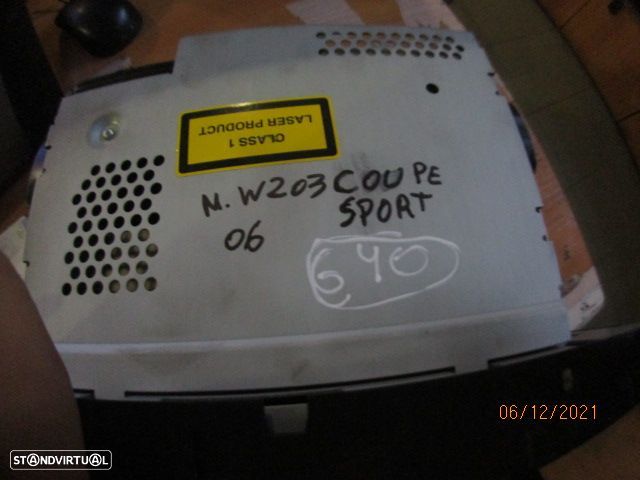 CLASS 1
LASER PRODUCT
M. W203 COUPE
SPORT
06
640
06/12/2021
STANDVIRTUAL